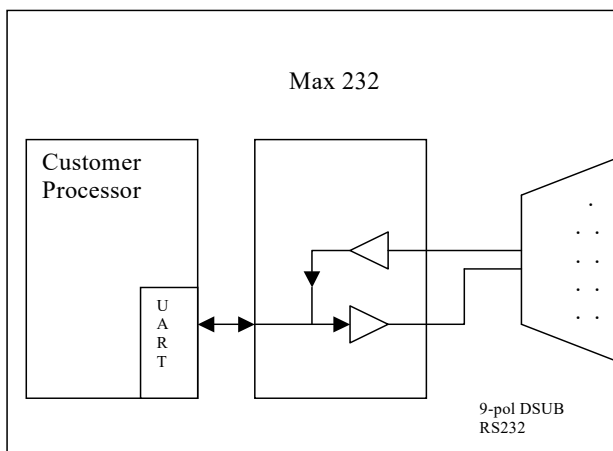 Max 232
Customer
Processor
U
A
R
T
9-pol DSUB
RS232